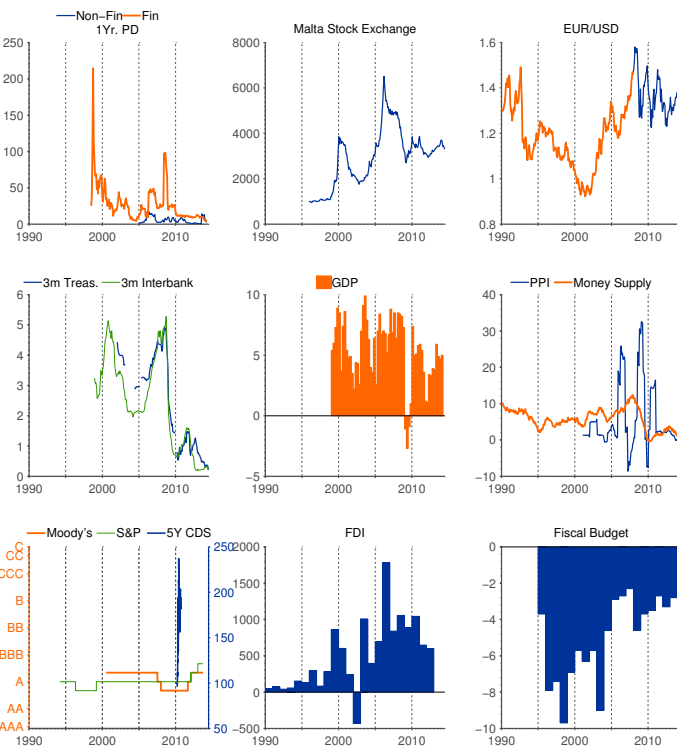 Non-Fin Fin
1Yr. PD Malta Stock Exchange EUR/USD
250 8000 1.6
200 6000 1.4
150
100 4000 1.2
50 2000 1
0 0 0.8
1990 2000 2010 1990 2000 2010 1990 2000 2010
3m Treas. 3m Interbank GDP PPI Money Supply
6 10 40
5 30
4 5 20
3
2 0 10
1 0
0 −5 −10
1990 2000 2010 1990 2000 2010 1990 2000 2010
Moody's S&P 5Y CDS FDI Fiscal Budget
C 250 2000 0
CC
CCC 1500 −2
B 200 1000 −4
BB 150
BBB 500 −6
A 100 0 −8
AA
AAA 50 −500 −10
1990 2000 2010 1990 2000 2010 1990 2000 2010